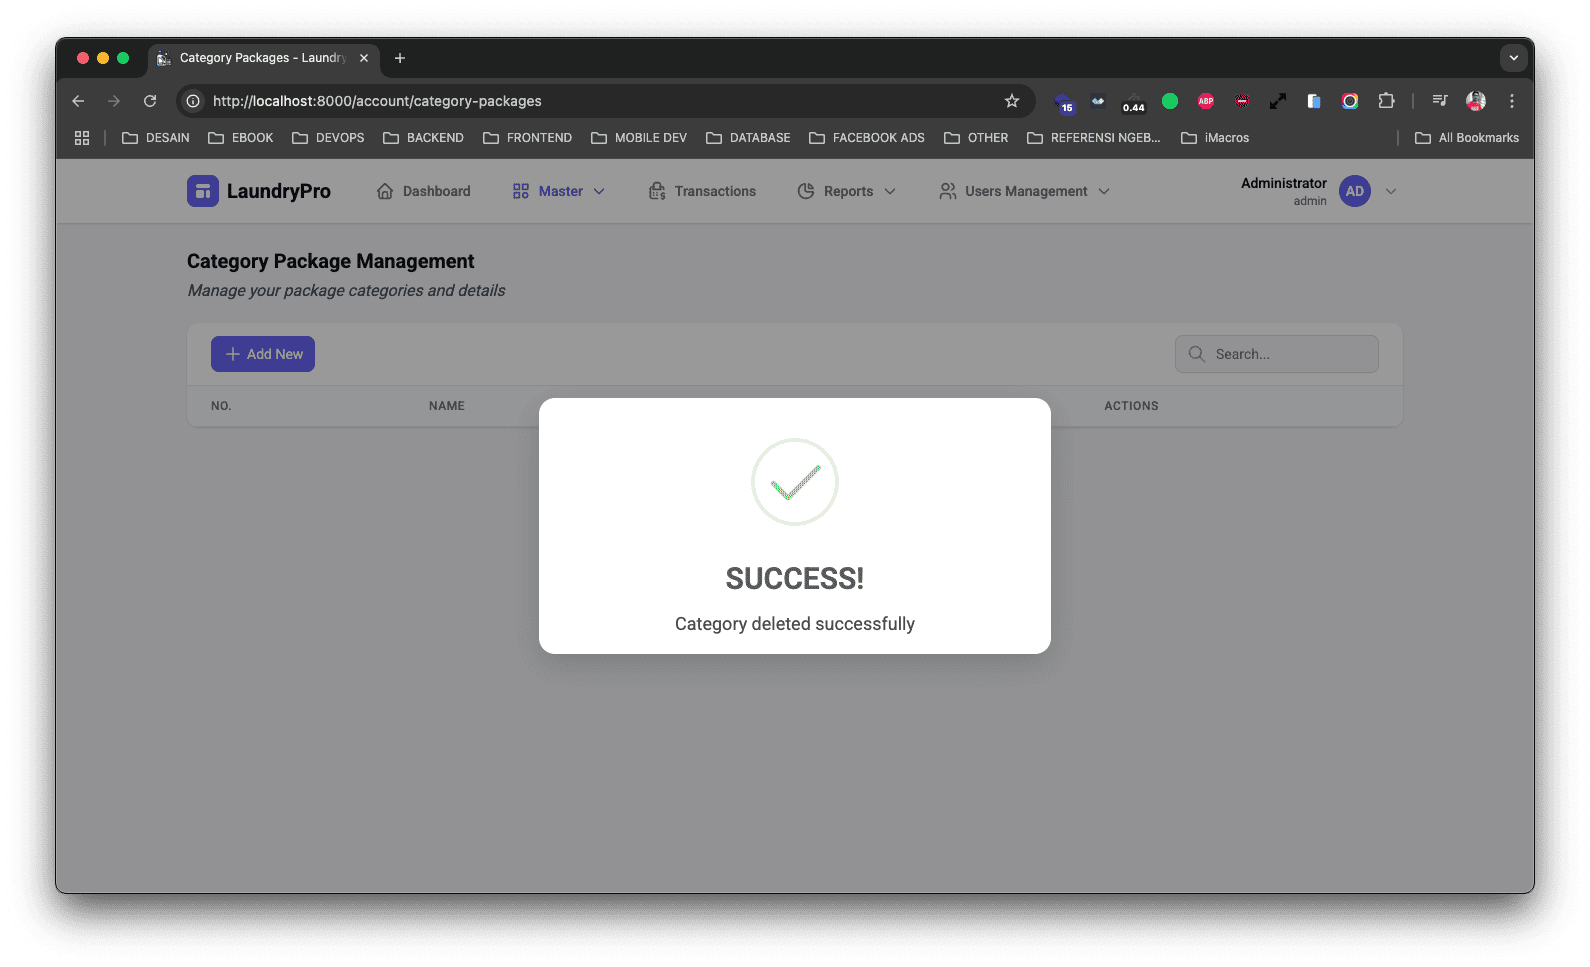 Category Packages - Laundry
http://localhost:8000/account/category-packages
15
0.44
ABP
DESAIN
EBOOK
DEVOPS
BACKEND
FRONTEND
MOBILE DEV
DATABASE
FACEBOOK ADS
OTHER
REFERENSI NGEB...
iMacros
All Bookmarks
LaundryPro
Dashboard
Master
Transactions
Reports
Users Management
Administrator
admin
AD
Category Package Management
Manage your package categories and details
Add New
Search...
NO.
NAME
ACTIONS
SUCCESS!
Category deleted successfully